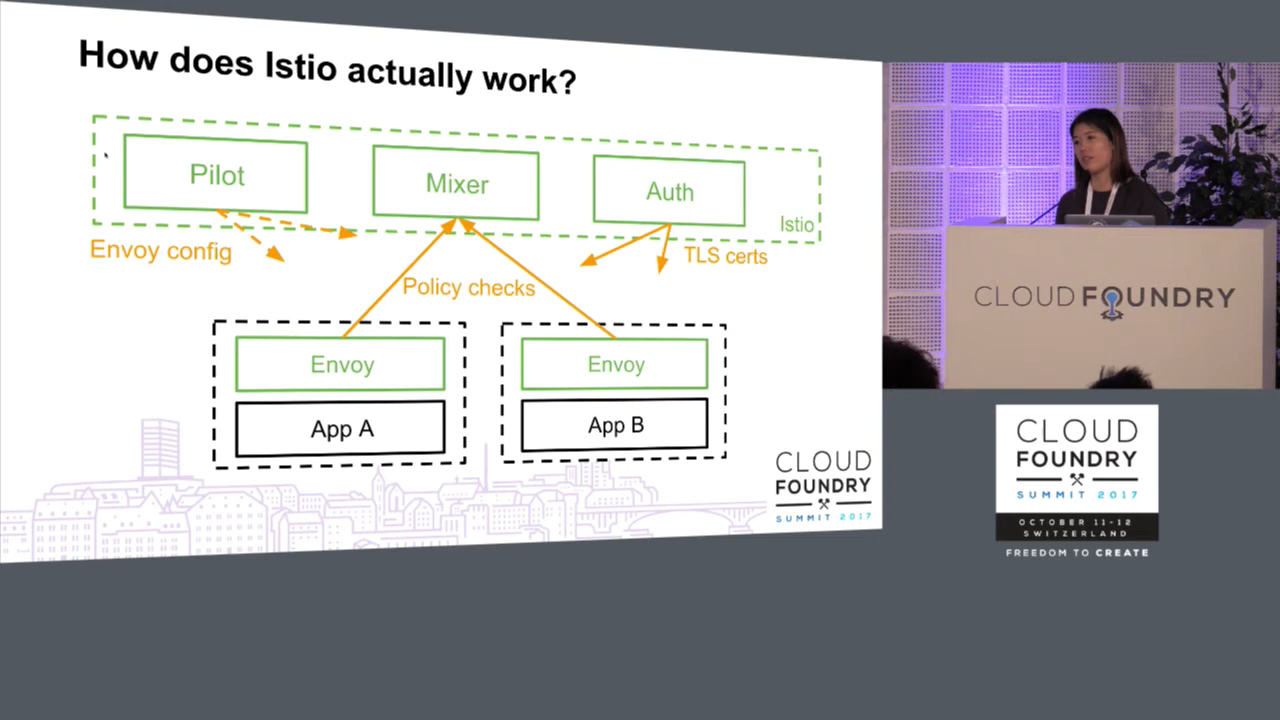 How does Istio actually work?
Pilot
Mixer
Auth
Istio
Envoy config
TLS certs
Policy checks
Envoy
Envoy
App A
App B
CLOUD
FOUNDRY
SUMMIT 2017
CLOUD FOUNDRY
CLOUD
FOUNDRY
SUMMIT 2017
OCTOBER 11-12
SWITZERLAND
FREEDOM TO CREATE